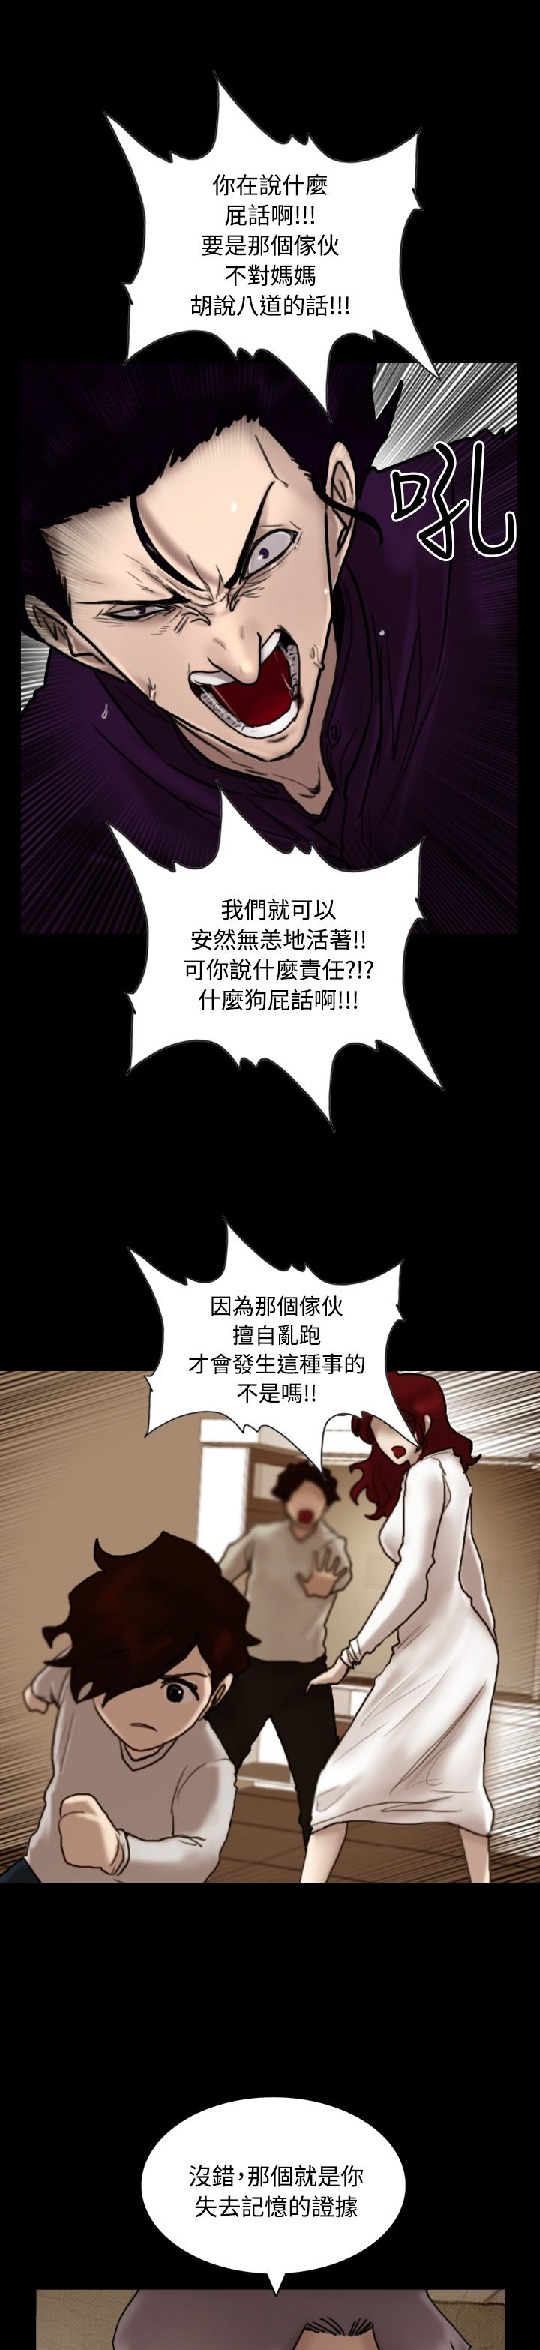 你在說什麼
屁話啊!!!
要是那個傢伙
不對媽媽
胡說八道的話!!!
吼
我們就可以
安然無恙地活著!!
可你說什麼責任?!?
什麼狗屁話啊!!!
因為那個傢伙
擅自亂跑
才會發生這種事的
不是嗎!!
沒錯，那個就是你
失去記憶的證據